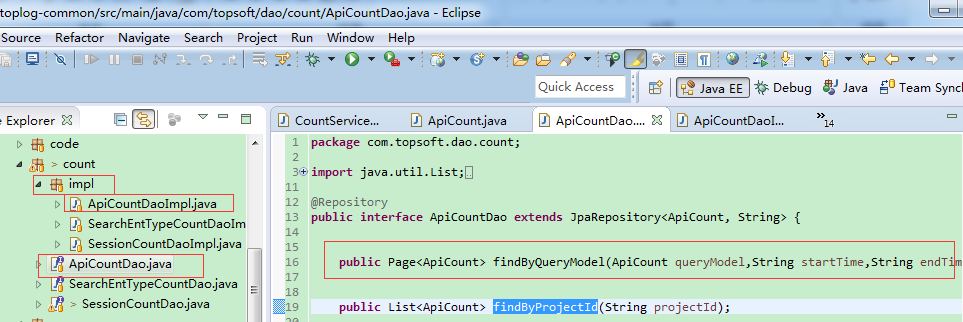 toplog-common/src/main/java/com/topsoft/dao/count/ApiCountDao.java - Eclipse
Source Refactor Navigate Search Project Run Window Help
Quick Access
Java EE Debug Java Team Synch
Explorer
CountService... ApiCount.java ApiCountDao.... ApiCountDaoI... »14
code
> count
impl
ApiCountDaoImpl.java
SearchEntTypeCountDaoIm
SessionCountDaoImpl.java
ApiCountDao.java
SearchEntTypeCountDao.java
> SessionCountDao.java
1 package com.topsoft.dao.count;
2
3 import java.util.List;
11
12 @Repository
13 public interface ApiCountDao extends JpaRepository<ApiCount, String> {
14
15
16 public Page<ApiCount> findByQueryModel(ApiCount queryModel,String startTime,String endTim
17
18
19 public List<ApiCount> findByProjectId(String projectId);
20